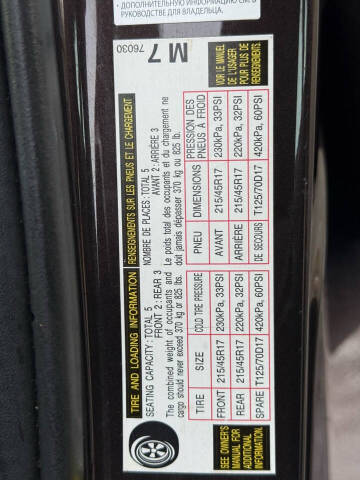 • ДОПОЛНИТЕЛЬНУЮ ИНФОРМАЦИЮ СМ. В
РУКОВОДСТВЕ ДЛЯ ВЛАДЕЛЬЦА.
TIRE AND LOADING INFORMATION
SEATING CAPACITY : TOTAL 5
FRONT 2 : REAR 3
The combined weight of occupants and
cargo should never exceed 370 kg or 825 lbs.
TIRE SIZE COLD TIRE PRESSURE
FRONT 215/45R17 230kPa, 33PSI
REAR 215/45R17 220kPa, 32PSI
SPARE T125/70D17 420kPa, 60PSI
SEE OWNER'S
MANUAL FOR
ADDITIONAL
INFORMATION
RENSEIGNEMENTS SUR LES PNEUS ET LE CHARGEMENT
NOMBRE DE PLACES : TOTAL 5
AVANT 2 : ARRIÈRE 3
Le poids total des occupants et du chargement ne
doit jamais dépasser 370 kg ou 825 lb.
PNEU DIMENSIONS PRESSION DES
PNEUS À FROID
AVANT 215/45R17 230kPa, 33PSI
ARRIÈRE 215/45R17 220kPa, 32PSI
DE SECOURS T125/70D17 420kPa, 60PSI
VOIR LE MANUEL
DE L'USAGER
POUR PLUS DE
RENSEIGNEMENTS
76030
M 7